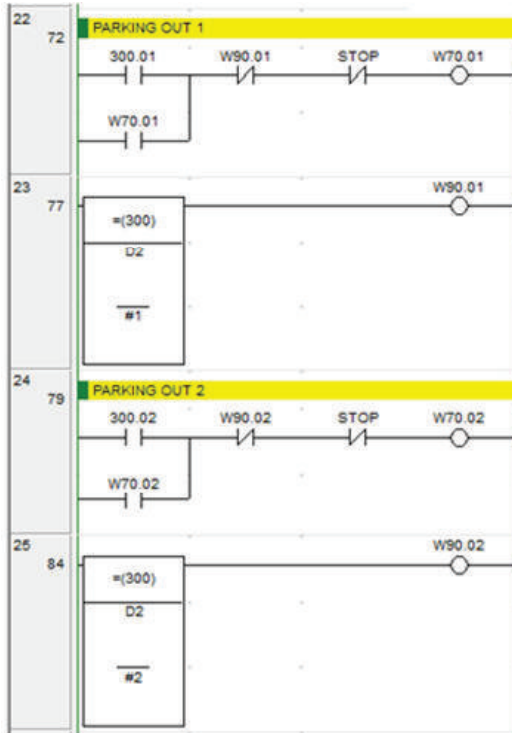 22
72
PARKING OUT 1
300.01 W90.01 STOP W70.01
W70.01
23
77
W90.01
=(300)
D2
#1
24
79
PARKING OUT 2
300.02 W90.02 STOP W70.02
W70.02
25
84
W90.02
=(300)
D2
#2